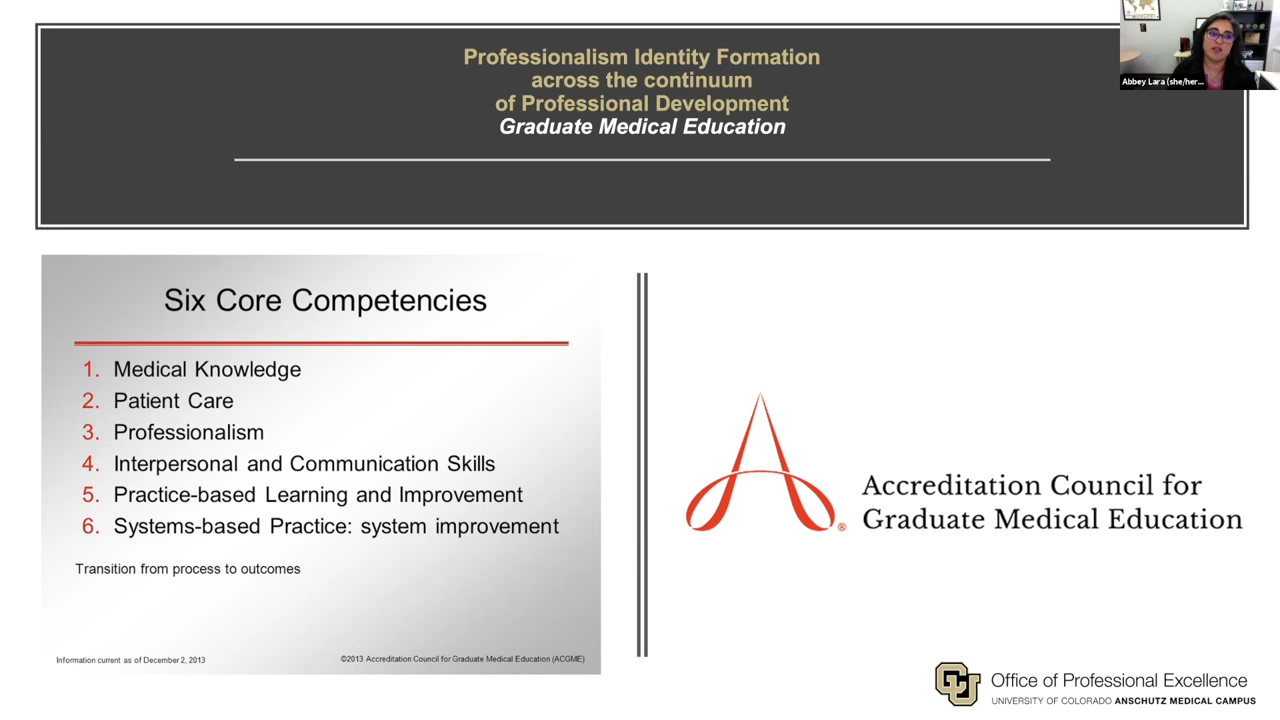 Professionalism Identity Formation
across the continuum
of Professional Development
Graduate Medical Education
Abbey Lara (she/her...
Six Core Competencies
1. Medical Knowledge
2. Patient Care
3. Professionalism
4. Interpersonal and Communication Skills
5. Practice-based Learning and Improvement
6. Systems-based Practice: system improvement
Transition from process to outcomes
Information current as of December 2, 2013
©2013 Accreditation Council for Graduate Medical Education (ACGME)
Accreditation Council for
Graduate Medical Education
®
CU
Office of Professional Excellence
UNIVERSITY OF COLORADO ANSCHUTZ MEDICAL CAMPUS